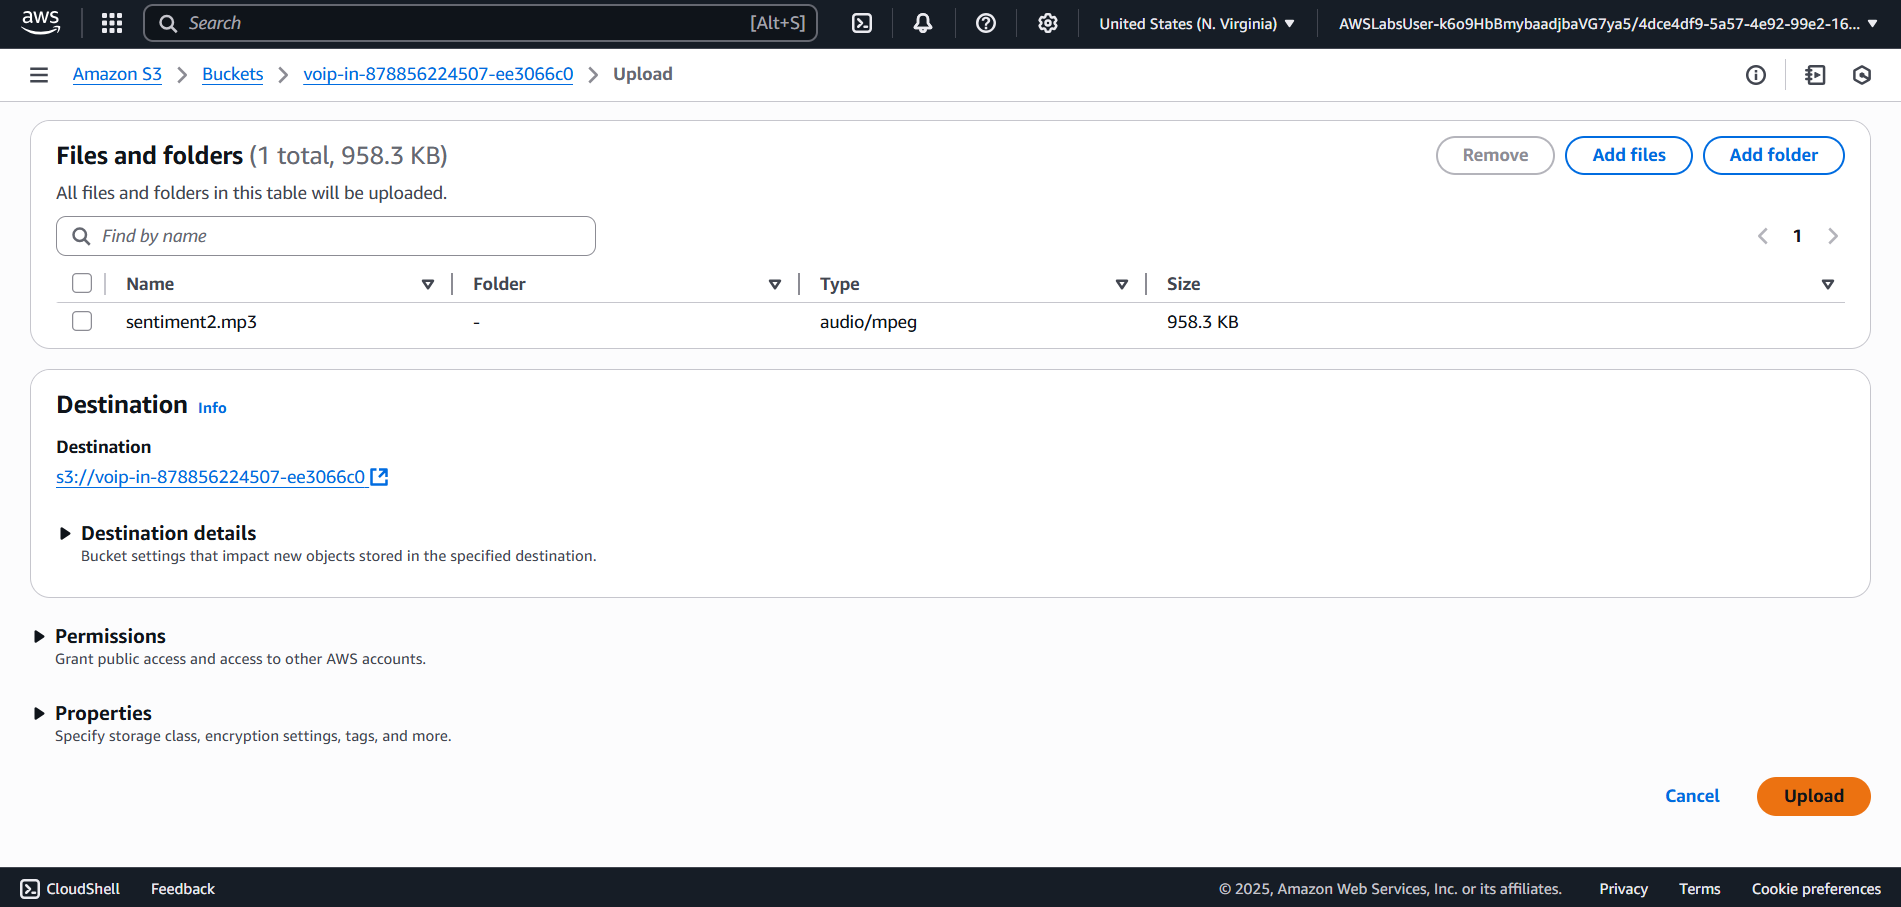 aws
Search [Alt+S]
United States (N. Virginia)
AWSLabsUser-k6o9HbBmybaadjbaVG7ya5/4dce4df9-5a57-4e92-99e2-16...
Amazon S3 > Buckets > voip-in-878856224507-ee3066c0 > Upload
Files and folders (1 total, 958.3 KB)
Remove
Add files
Add folder
All files and folders in this table will be uploaded.
Find by name
1
Name Folder Type Size
sentiment2.mp3 - audio/mpeg 958.3 KB
Destination Info
Destination
s3://voip-in-878856224507-ee3066c0
Destination details
Bucket settings that impact new objects stored in the specified destination.
Permissions
Grant public access and access to other AWS accounts.
Properties
Specify storage class, encryption settings, tags, and more.
Cancel
Upload
CloudShell Feedback © 2025, Amazon Web Services, Inc. or its affiliates. Privacy Terms Cookie preferences